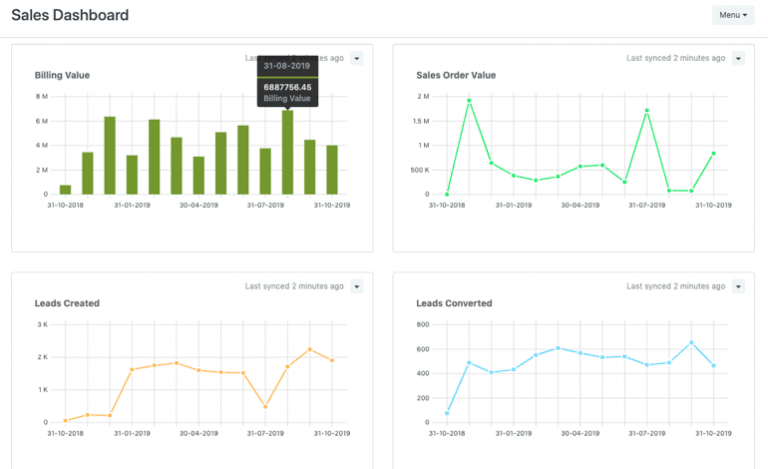 Sales Dashboard
Menu
Last synced 2 minutes ago
Billing Value
31-08-2019
6887756.45
Billing Value
8 M
6 M
4 M
2 M
0
31-10-2018
31-01-2019
30-04-2019
31-07-2019
31-10-2019
Last synced 2 minutes ago
Sales Order Value
2 M
1.5 M
1 M
500 K
0
31-10-2018
31-01-2019
30-04-2019
31-07-2019
31-10-2019
Last synced 2 minutes ago
Leads Created
3 K
2 K
1 K
0
31-10-2018
31-01-2019
30-04-2019
31-07-2019
31-10-2019
Last synced 2 minutes ago
Leads Converted
800
600
400
200
0
31-10-2018
31-01-2019
30-04-2019
31-07-2019
31-10-2019